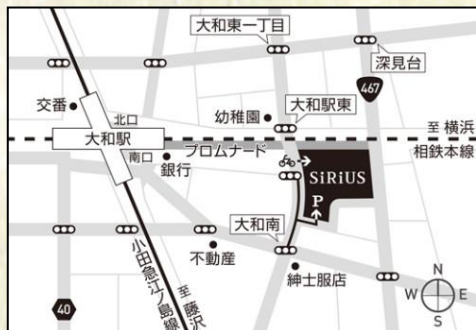 大和東一丁目
深見台
467
交番
幼稚園
大和駅東
北口
大和駅
至 横浜
相鉄本線
南口
プロムナード
銀行
SiRiUS
P
大和南
不動産
紳士服店
小田急江ノ島線
至 藤沢
40
N
W
E
S